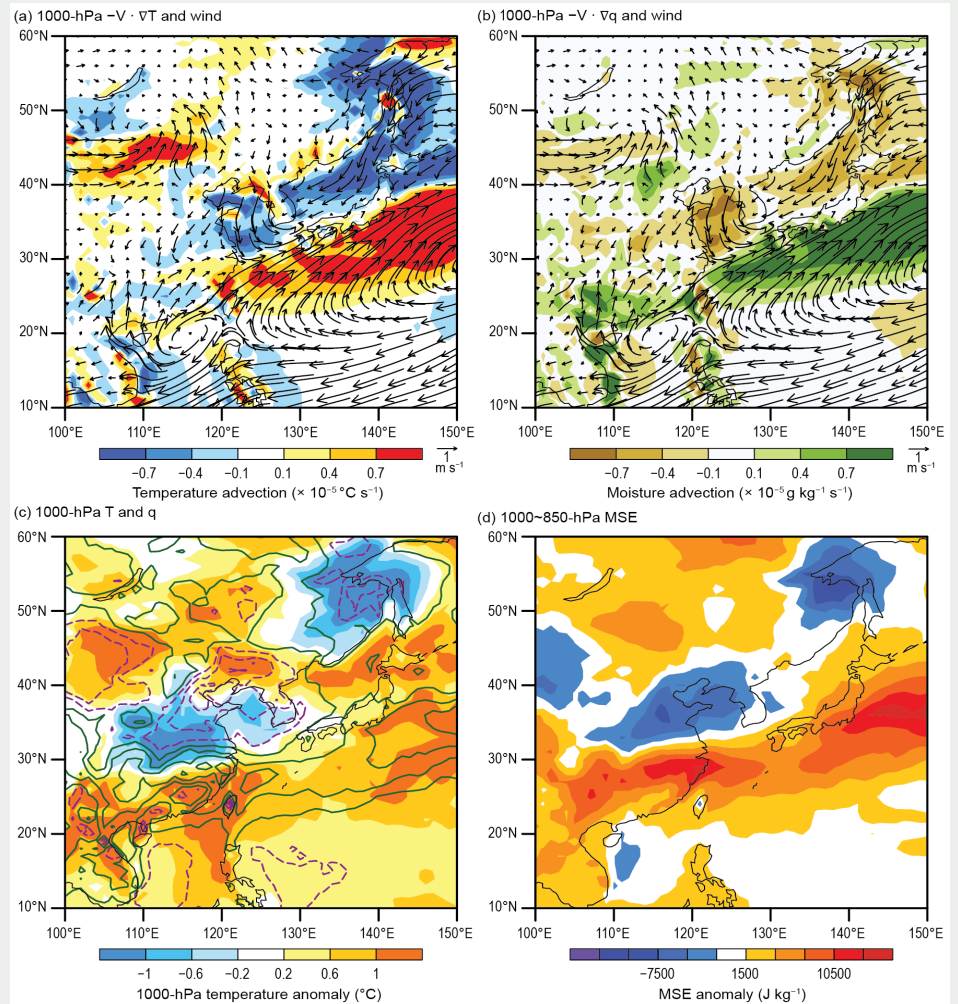 (a) 1000-hPa −V · ∇T and wind
60°N
50°N
40°N
30°N
20°N
10°N
100°E 110°E 120°E 130°E 140°E 150°E
−0.7 −0.4 −0.1 0.1 0.4 0.7
1
m s⁻¹
Temperature advection (× 10⁻⁵ °C s⁻¹)
(b) 1000-hPa −V · ∇q and wind
60°N
50°N
40°N
30°N
20°N
10°N
100°E 110°E 120°E 130°E 140°E 150°E
−0.7 −0.4 −0.1 0.1 0.4 0.7
1
m s⁻¹
Moisture advection (× 10⁻⁵ g kg⁻¹ s⁻¹)
(c) 1000-hPa T and q
60°N
50°N
40°N
30°N
20°N
10°N
100°E 110°E 120°E 130°E 140°E 150°E
−1 −0.6 −0.2 0.2 0.6 1
1000-hPa temperature anomaly (°C)
(d) 1000~850-hPa MSE
60°N
50°N
40°N
30°N
20°N
10°N
100°E 110°E 120°E 130°E 140°E 150°E
−7500 1500 10500
MSE anomaly (J kg⁻¹)